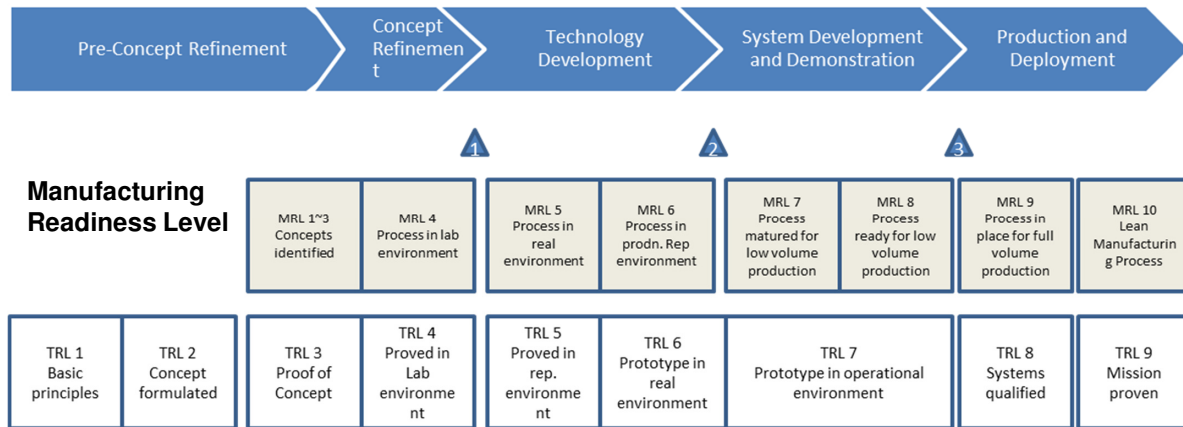 Pre-Concept Refinement
Concept
Refinemen
t
Technology
Development
System Development
and Demonstration
Production and
Deployment
1
2
3
Manufacturing
Readiness Level
MRL 1~3
Concepts
identified
MRL 4
Process in lab
environment
MRL 5
Process in
real
environment
MRL 6
Process in
prodn. Rep
environment
MRL 7
Process
matured for
low volume
production
MRL 8
Process
ready for low
volume
production
MRL 9
Process in
place for full
volume
production
MRL 10
Lean
Manufacturin
g Process
TRL 1
Basic
principles
TRL 2
Concept
formulated
TRL 3
Proof of
Concept
TRL 4
Proved in
Lab
environme
nt
TRL 5
Proved in
rep.
environme
nt
TRL 6
Prototype in
real
environment
TRL 7
Prototype in operational
environment
TRL 8
Systems
qualified
TRL 9
Mission
proven